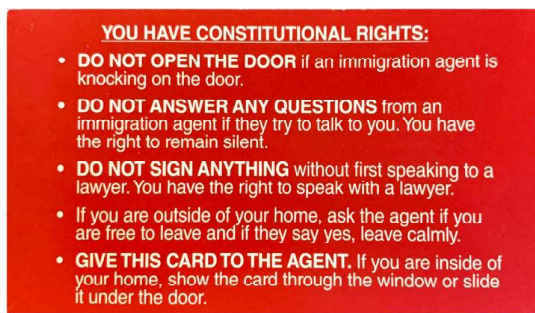 YOU HAVE CONSTITUTIONAL RIGHTS:
• DO NOT OPEN THE DOOR if an immigration agent is
knocking on the door.
• DO NOT ANSWER ANY QUESTIONS from an
immigration agent if they try to talk to you. You have
the right to remain silent.
• DO NOT SIGN ANYTHING without first speaking to a
lawyer. You have the right to speak with a lawyer.
• If you are outside of your home, ask the agent if you
are free to leave and if they say yes, leave calmly.
• GIVE THIS CARD TO THE AGENT. If you are inside of
your home, show the card through the window or slide
it under the door.